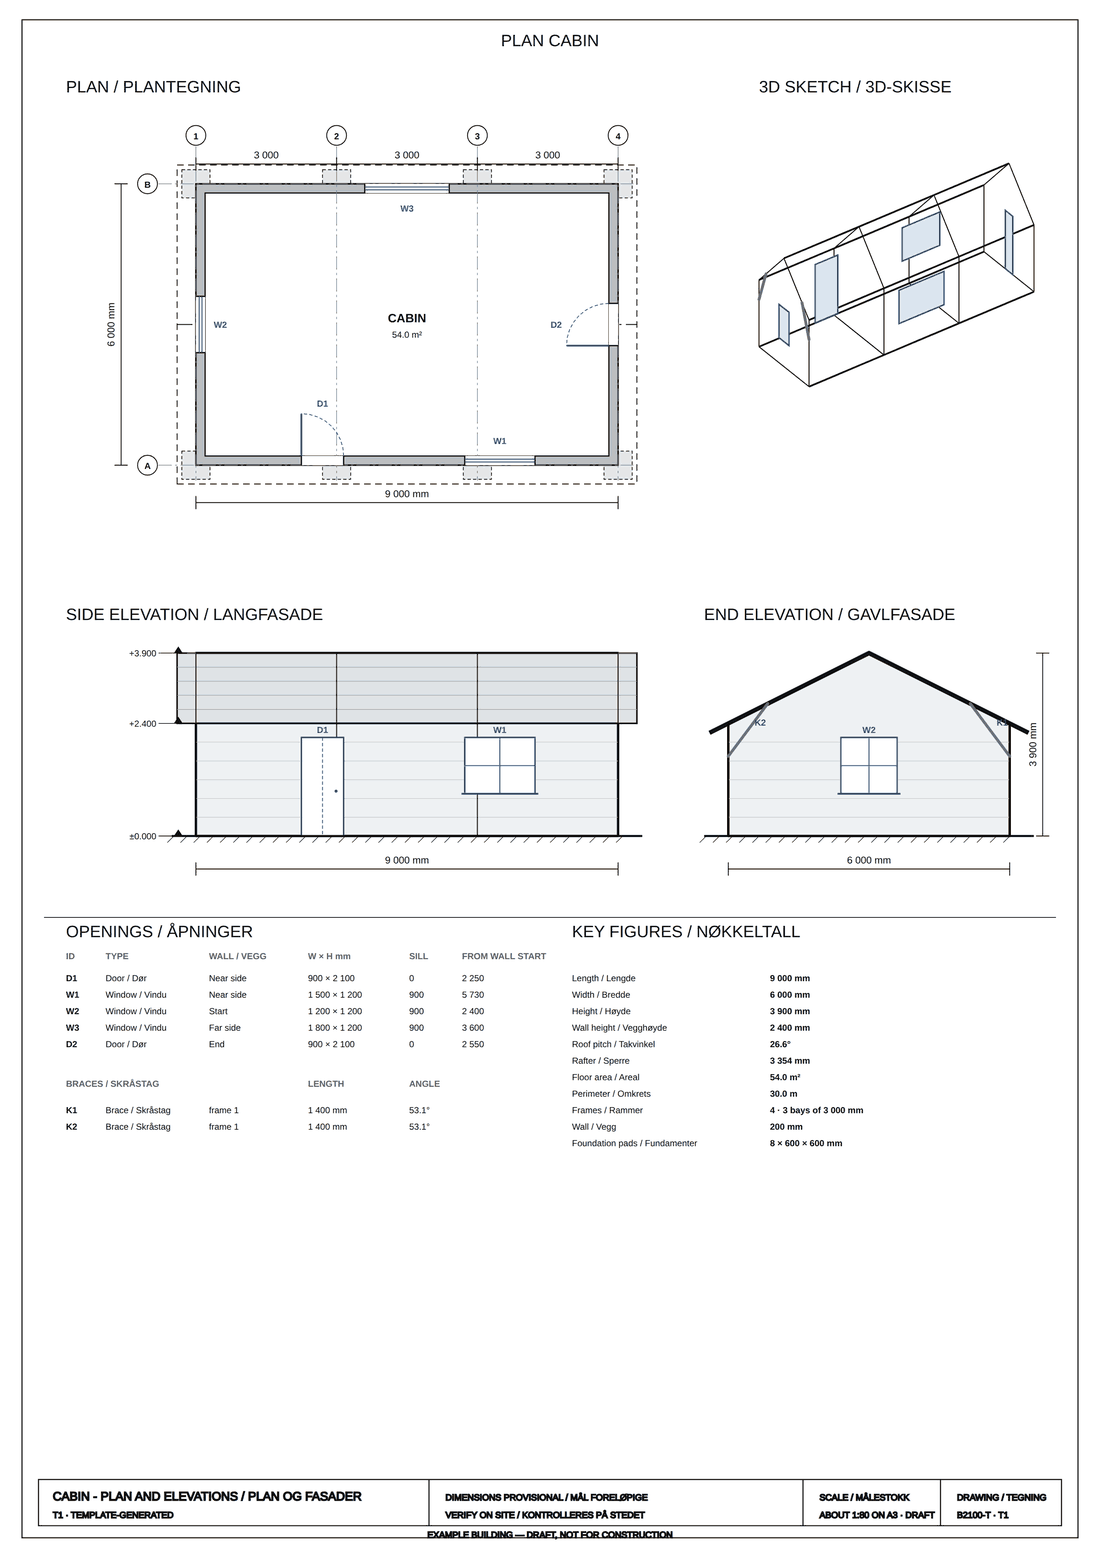 PLAN CABIN
PLAN / PLANTEGNING
3D SKETCH / 3D-SKISSE
1
2
3
4
3 000
3 000
3 000
B
W3
6 000 mm
W2
CABIN
54.0 m²
D2
D1
W1
A
9 000 mm
SIDE ELEVATION / LANGFASADE
END ELEVATION / GAVLFASADE
+3.900
+2.400
D1
W1
±0.000
9 000 mm
K2
K1
W2
3 900 mm
6 000 mm
OPENINGS / ÅPNINGER
ID TYPE WALL / VEGG W × H mm SILL FROM WALL START
D1 Door / Dør Near side 900 × 2 100 0 2 250
W1 Window / Vindu Near side 1 500 × 1 200 900 5 730
W2 Window / Vindu Start 1 200 × 1 200 900 2 400
W3 Window / Vindu Far side 1 800 × 1 200 900 3 600
D2 Door / Dør End 900 × 2 100 0 2 550
BRACES / SKRÅSTAG LENGTH ANGLE
K1 Brace / Skråstag frame 1 1 400 mm 53.1°
K2 Brace / Skråstag frame 1 1 400 mm 53.1°
KEY FIGURES / NØKKELTALL
Length / Lengde 9 000 mm
Width / Bredde 6 000 mm
Height / Høyde 3 900 mm
Wall height / Vegghøyde 2 400 mm
Roof pitch / Takvinkel 26.6°
Rafter / Sperre 3 354 mm
Floor area / Areal 54.0 m²
Perimeter / Omkrets 30.0 m
Frames / Rammer 4 · 3 bays of 3 000 mm
Wall / Vegg 200 mm
Foundation pads / Fundamenter 8 × 600 × 600 mm
CABIN - PLAN AND ELEVATIONS / PLAN OG FASADER
T1 · TEMPLATE-GENERATED
DIMENSIONS PROVISIONAL / MÅL FORELØPIGE
VERIFY ON SITE / KONTROLLERES PÅ STEDET
SCALE / MÅLESTOKK
ABOUT 1:80 ON A3 · DRAFT
DRAWING / TEGNING
B2100-T · T1
EXAMPLE BUILDING — DRAFT, NOT FOR CONSTRUCTION